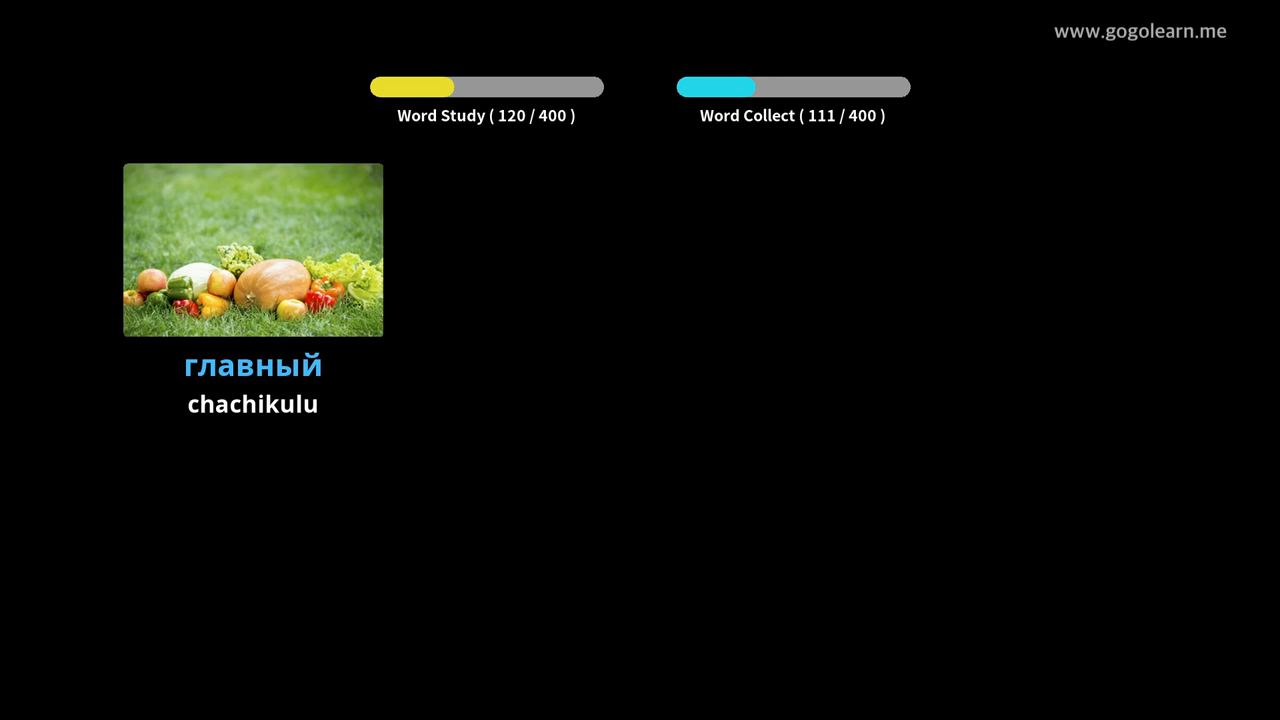 www.gogolearn.me
Word Study ( 120 / 400 )
Word Collect ( 111 / 400 )
главный
chachikulu